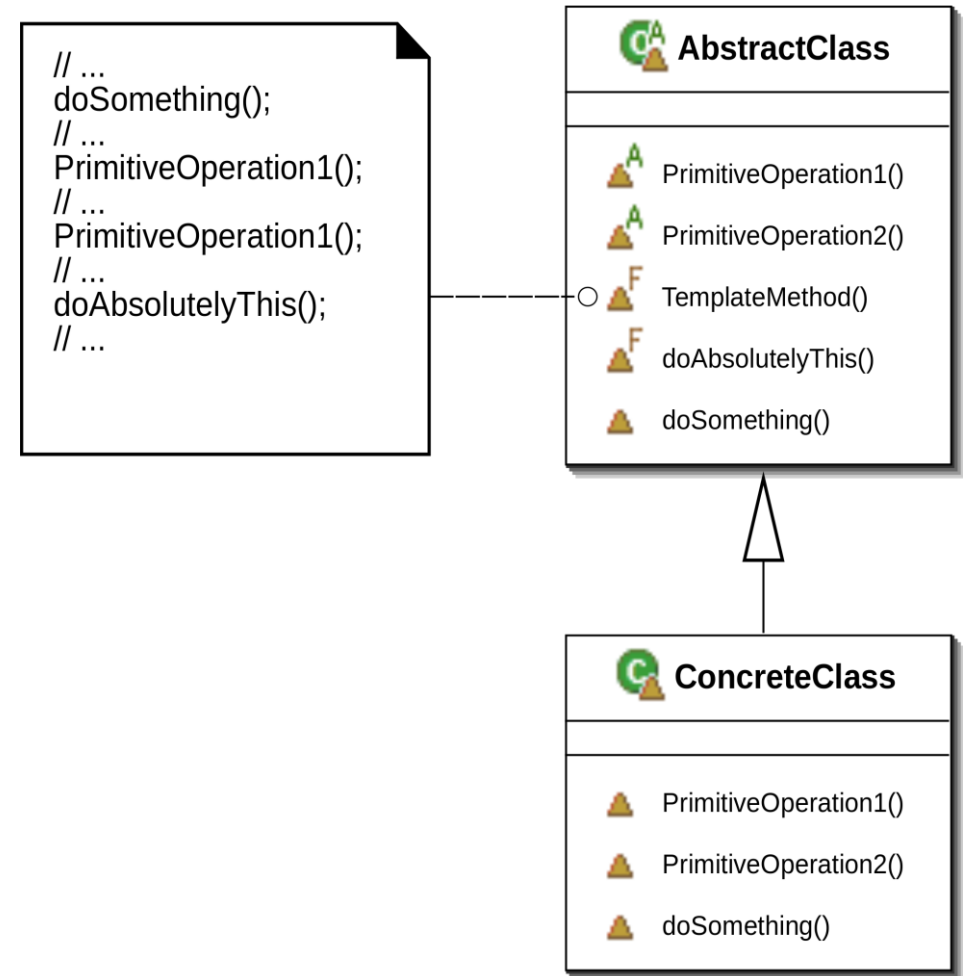 // ...
doSomething();
// ...
PrimitiveOperation1();
// ...
PrimitiveOperation1();
// ...
doAbsolutelyThis();
// ...
C A AbstractClass
A PrimitiveOperation1()
A PrimitiveOperation2()
F TemplateMethod()
F doAbsolutelyThis()
doSomething()
C ConcreteClass
PrimitiveOperation1()
PrimitiveOperation2()
doSomething()